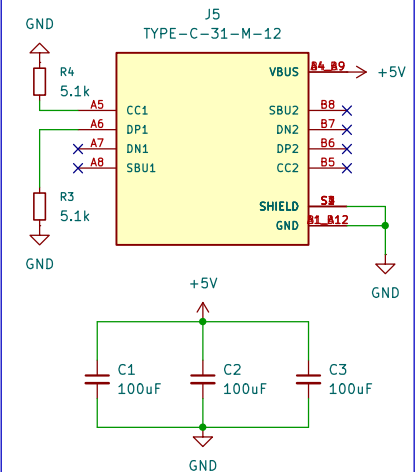 J5
TYPE-C-31-M-12
GND
R4
5.1k
A5
A6
A7
A8
CC1
DP1
DN1
SBU1
VBUS
SBU2
DN2
DP2
CC2
SHIELD
GND
A4_A9
+5V
B8
B7
B6
B5
B1_A12
R3
5.1k
GND
GND
+5V
C1
100uF
C2
100uF
C3
100uF
GND